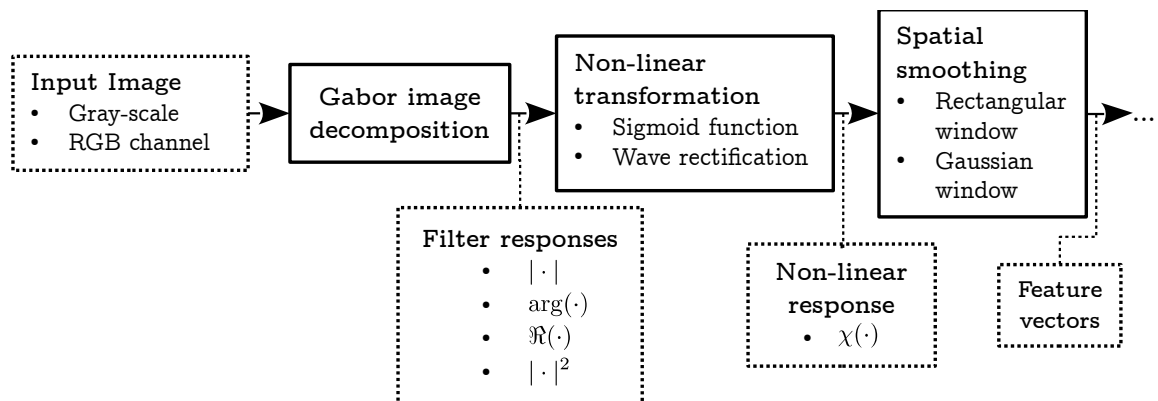 Input Image
• Gray-scale
• RGB channel
Gabor image
decomposition
Non-linear
transformation
• Sigmoid function
• Wave rectification
Spatial
smoothing
• Rectangular
window
• Gaussian
window
...
Filter responses
• | · |
• arg(·)
• ℜ(·)
• | · |²
Non-linear
response
• χ(·)
Feature
vectors